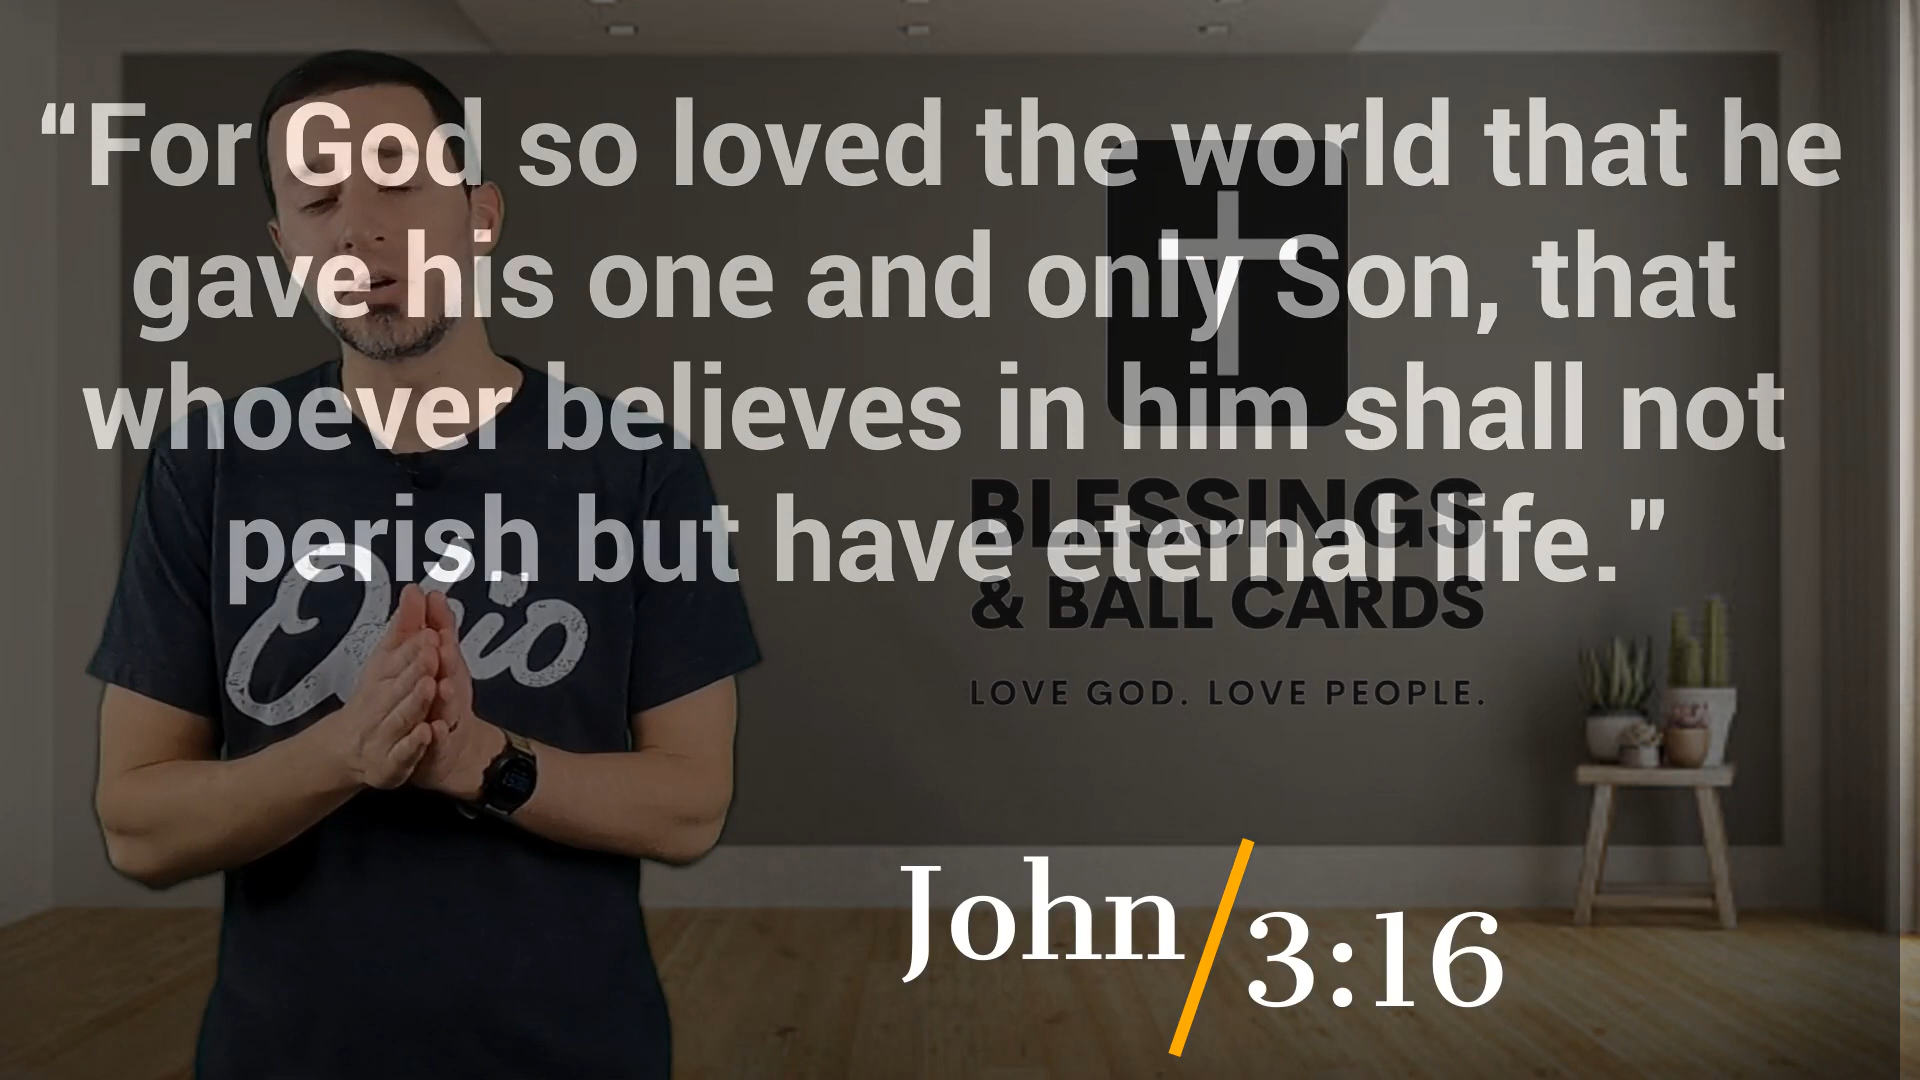 “For God so loved the world that he
gave his one and only Son, that
whoever believes in him shall not
perish but have eternal life.”
Ohio
BLESSINGS
& BALL CARDS
LOVE GOD. LOVE PEOPLE.
John/3:16